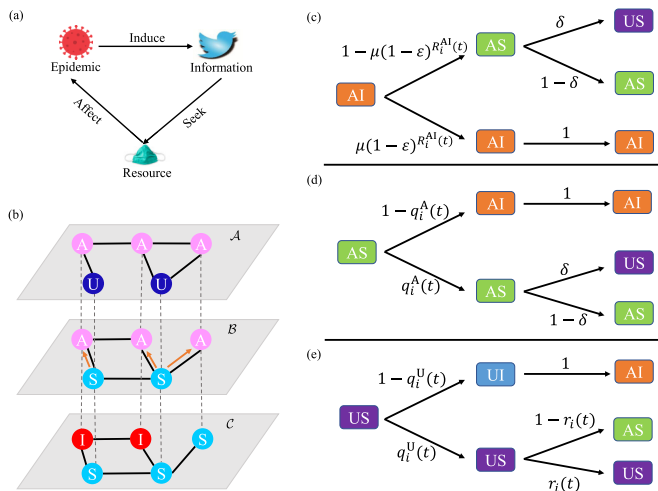 (a)
Induce
Epidemic
Information
Affect
Seek
Resource
(b)
𝒜
A
A
A
U
U
ℬ
A
A
A
S
S
𝒞
I
I
S
S
S
(c)
AI
1 − μ(1 − ε)^{R_i^{AI}(t)}
AS
δ
US
1 − δ
AS
μ(1 − ε)^{R_i^{AI}(t)}
AI
1
AI
(d)
AS
1 − q_i^A(t)
AI
1
AI
q_i^A(t)
AS
δ
US
1 − δ
AS
(e)
US
1 − q_i^U(t)
UI
1
AI
q_i^U(t)
US
1 − r_i(t)
AS
r_i(t)
US